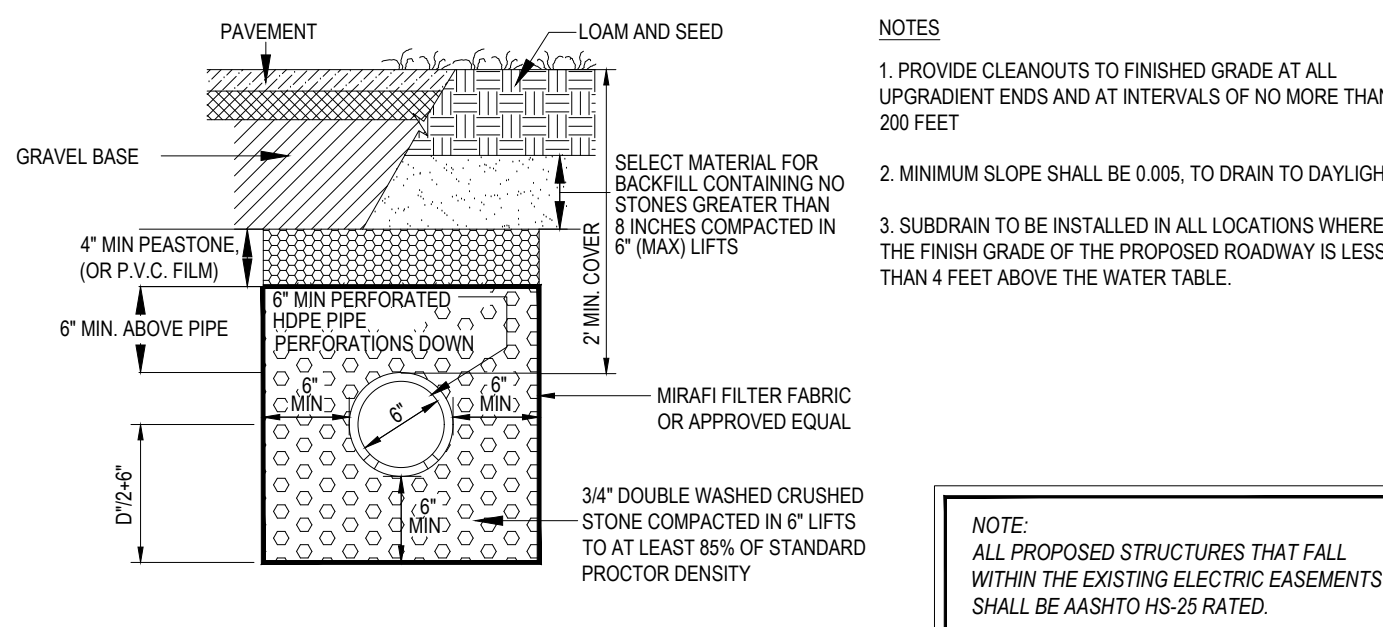 PAVEMENT
LOAM AND SEED
GRAVEL BASE
SELECT MATERIAL FOR
BACKFILL CONTAINING NO
STONES GREATER THAN
8 INCHES COMPACTED IN
6" (MAX) LIFTS
4" MIN PEASTONE,
(OR P.V.C. FILM)
2' MIN. COVER
6" MIN. ABOVE PIPE
6" MIN PERFORATED
HDPE PIPE
PERFORATIONS DOWN
6"
MIN
6"
6"
MIN
MIRAFI FILTER FABRIC
OR APPROVED EQUAL
D"/2+6"
6"
MIN
3/4" DOUBLE WASHED CRUSHED
STONE COMPACTED IN 6" LIFTS
TO AT LEAST 85% OF STANDARD
PROCTOR DENSITY
NOTES
1. PROVIDE CLEANOUTS TO FINISHED GRADE AT ALL
UPGRADIENT ENDS AND AT INTERVALS OF NO MORE THAN
200 FEET
2. MINIMUM SLOPE SHALL BE 0.005, TO DRAIN TO DAYLIGH
3. SUBDRAIN TO BE INSTALLED IN ALL LOCATIONS WHERE
THE FINISH GRADE OF THE PROPOSED ROADWAY IS LESS
THAN 4 FEET ABOVE THE WATER TABLE.
NOTE:
ALL PROPOSED STRUCTURES THAT FALL
WITHIN THE EXISTING ELECTRIC EASEMENTS
SHALL BE AASHTO HS-25 RATED.